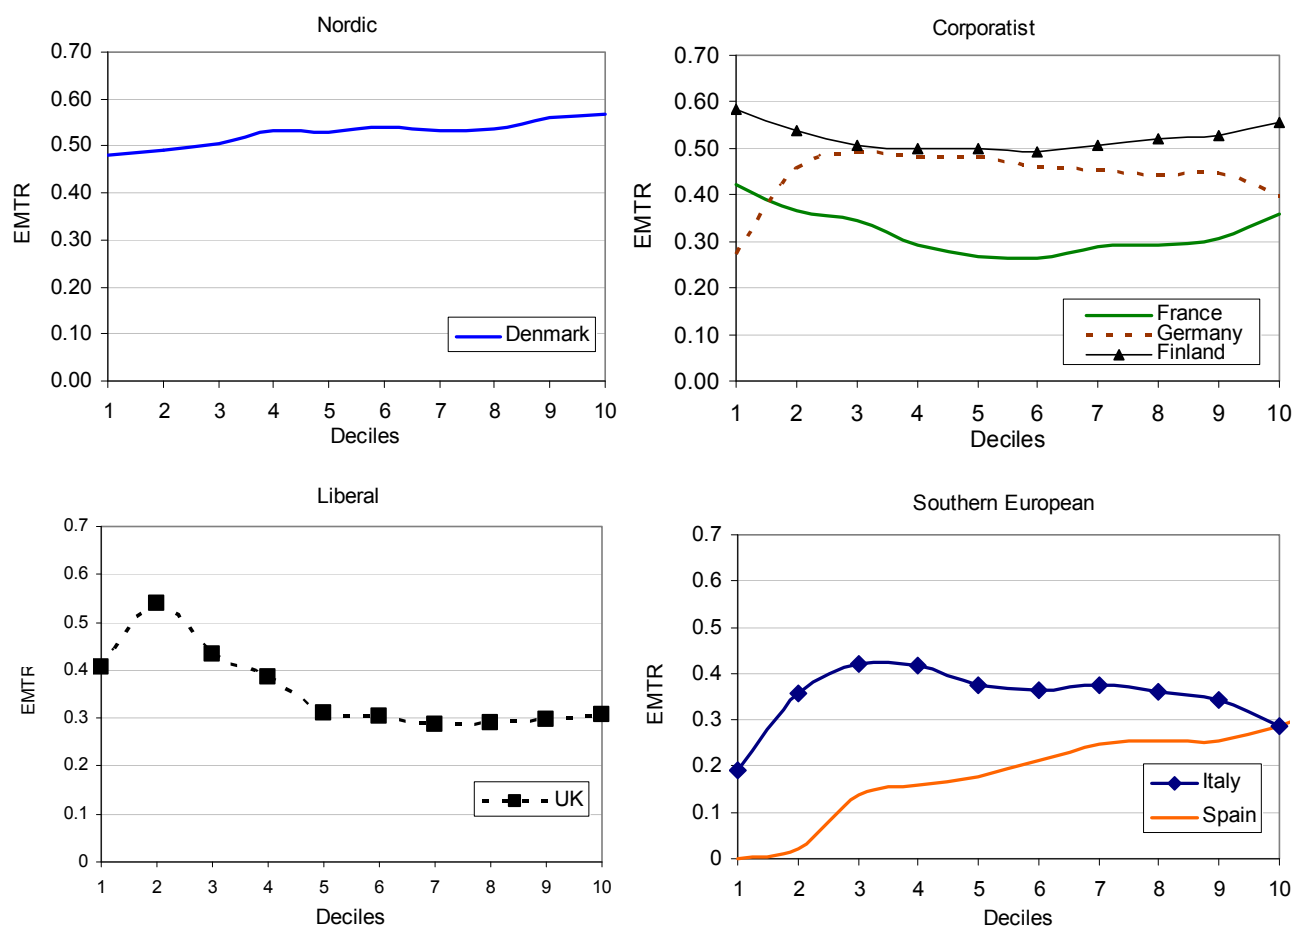 Nordic
0.70
0.60
0.50
0.40
0.30
0.20
0.10
0.00
EMTR
1 2 3 4 5 6 7 8 9 10
Deciles
Denmark
Corporatist
0.70
0.60
0.50
0.40
0.30
0.20
0.10
0.00
EMTR
1 2 3 4 5 6 7 8 9 10
Deciles
France
Germany
Finland
Liberal
0.7
0.6
0.5
0.4
0.3
0.2
0.1
0
EMTR
1 2 3 4 5 6 7 8 9 10
Deciles
UK
Southern European
0.7
0.6
0.5
0.4
0.3
0.2
0.1
0
EMTR
1 2 3 4 5 6 7 8 9 10
Deciles
Italy
Spain